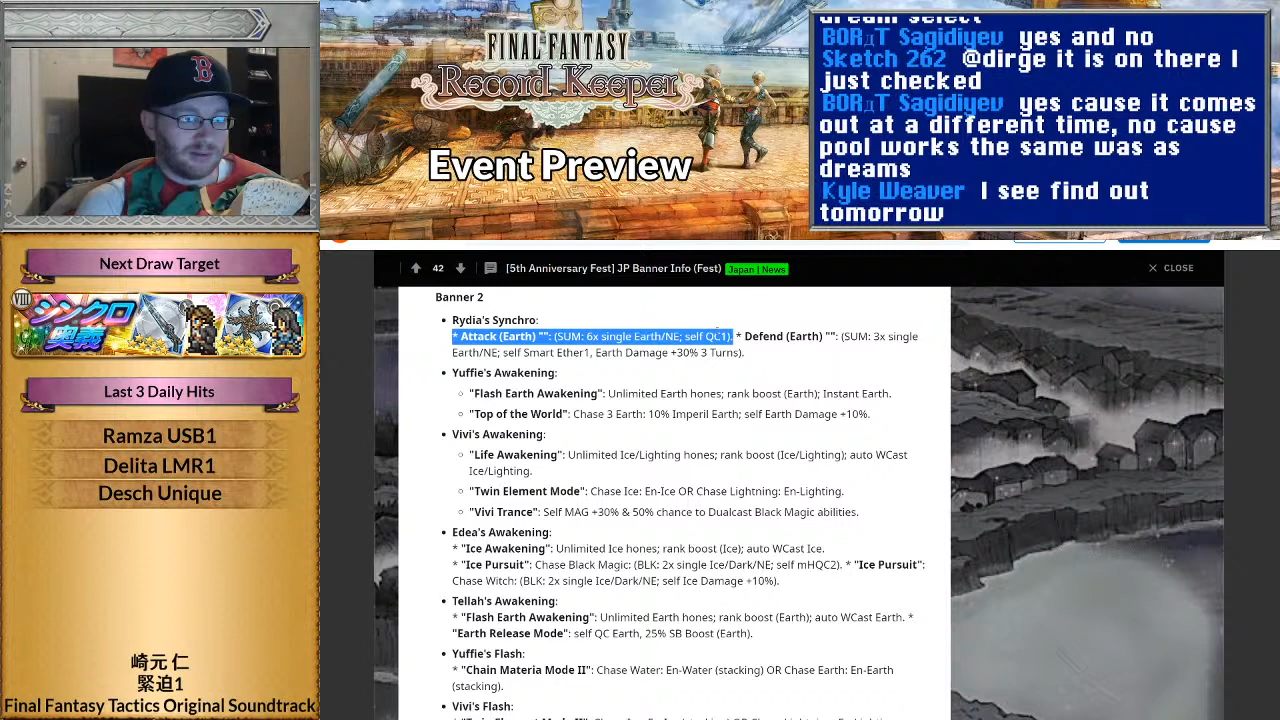 Next Draw Target
VIII
シンクロ
奥義
Last 3 Daily Hits
Ramza USB1
Delita LMR1
Desch Unique
崎元 仁
緊迫1
Final Fantasy Tactics Original Soundtrack
FINAL FANTASY
Record Keeper
Event Preview
dream select
BORдT Sagidiyev yes and no
Sketch 262 @dirge it is on there I
just checked
BORдT Sagidiyev yes cause it comes
out at a different time, no cause
pool works the same was as
dreams
Kyle Weaver I see find out
tomorrow
42 [5th Anniversary Fest] JP Banner Info (Fest) Japan | News CLOSE
Banner 2
Rydia's Synchro:
* Attack (Earth) "": (SUM: 6x single Earth/NE; self QC1). * Defend (Earth) "": (SUM: 3x single
Earth/NE; self Smart Ether1, Earth Damage +30% 3 Turns).
Yuffie's Awakening:
"Flash Earth Awakening": Unlimited Earth hones; rank boost (Earth); Instant Earth.
"Top of the World": Chase 3 Earth: 10% Imperil Earth; self Earth Damage +10%.
Vivi's Awakening:
"Life Awakening": Unlimited Ice/Lighting hones; rank boost (Ice/Lighting); auto WCast
Ice/Lighting.
"Twin Element Mode": Chase Ice: En-Ice OR Chase Lightning: En-Lighting.
"Vivi Trance": Self MAG +30% & 50% chance to Dualcast Black Magic abilities.
Edea's Awakening:
* "Ice Awakening": Unlimited Ice hones; rank boost (Ice); auto WCast Ice.
* "Ice Pursuit": Chase Black Magic: (BLK: 2x single Ice/Dark/NE; self mHQC2). * "Ice Pursuit":
Chase Witch: (BLK: 2x single Ice/Dark/NE; self Ice Damage +10%).
Tellah's Awakening:
* "Flash Earth Awakening": Unlimited Earth hones; rank boost (Earth); auto WCast Earth. *
"Earth Release Mode": self QC Earth, 25% SB Boost (Earth).
Yuffie's Flash:
* "Chain Materia Mode II": Chase Water: En-Water (stacking) OR Chase Earth: En-Earth
(stacking).
Vivi's Flash: